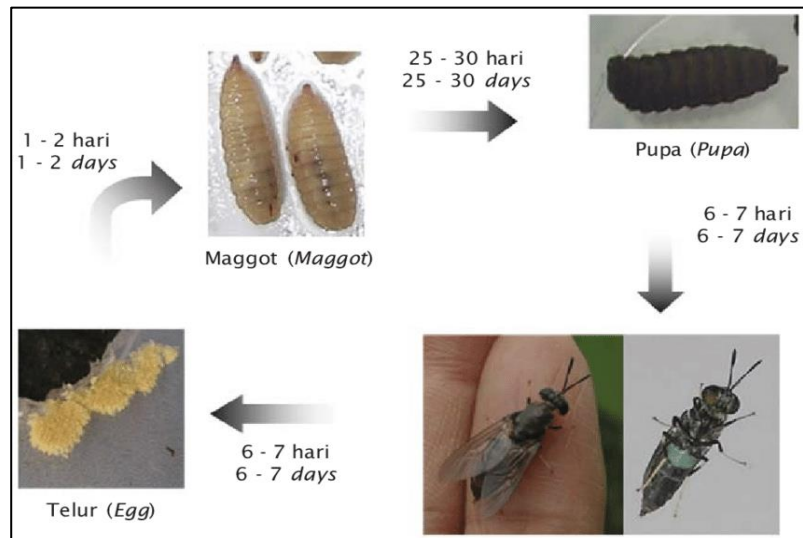 1 - 2 hari
1 - 2 days
Maggot (Maggot)
25 - 30 hari
25 - 30 days
Pupa (Pupa)
6 - 7 hari
6 - 7 days
6 - 7 hari
6 - 7 days
Telur (Egg)